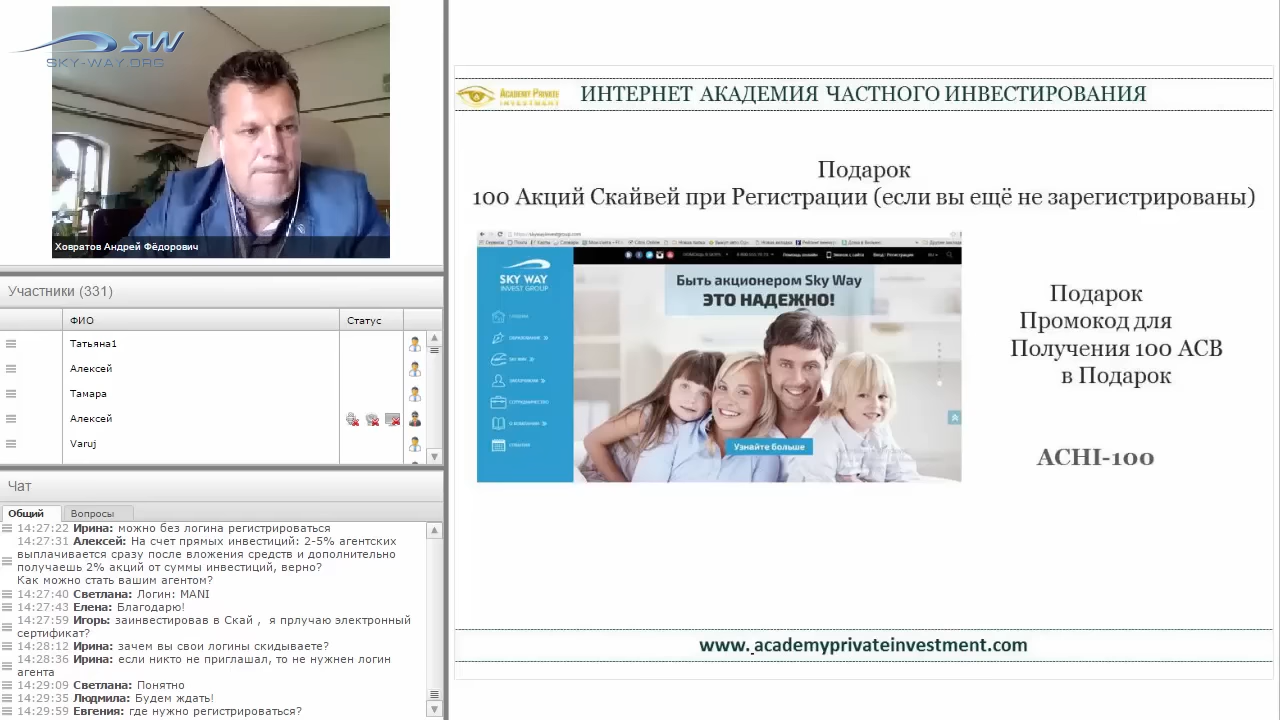 SW
SKY-WAY.ORG
Ховратов Андрей Фёдорович
Участники (331)
ФИО
Статус
Татьяна1
Алексей
Тамара
Алексей
Varuj
Чат
Общий
Вопросы
14:27:22 Ирина: можно без логина регистрироваться
14:27:31 Алексей: На счет прямых инвестиций: 2-5% агентских
выплачивается сразу после вложения средств и дополнительно
получаешь 2% акций от суммы инвестиций, верно?
Как можно стать вашим агентом?
14:27:40 Светлана: Логин: MANI
14:27:43 Елена: Благодарю!
14:27:59 Игорь: заинвестировав в Скай , я прлучаю электронный
сертификат?
14:28:12 Ирина: зачем вы свои логины скидываете?
14:28:36 Ирина: если никто не приглашал, то не нужнен логин
агента
14:29:09 Светлана: Понятно
14:29:35 Людмила: Будем ждать!
14:29:59 Евгения: где нужно регистрироваться?
ACADEMY PRIVATE
INVESTMENT
ИНТЕРНЕТ АКАДЕМИЯ ЧАСТНОГО ИНВЕСТИРОВАНИЯ
Подарок
100 Акций Скайвей при Регистрации (если вы ещё не зарегистрированы)
SKY WAY
INVEST GROUP
Быть акционером Sky Way
ЭТО НАДЕЖНО!
Узнайте больше
Подарок
Промокод для
Получения 100 АСВ
в Подарок
ACHI-100
www. academyprivateinvestment.com